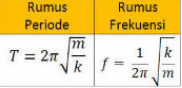 Rumus Periode
Rumus Frekuensi
T = 2π√(m/k)
f = 1/(2π) √(k/m)